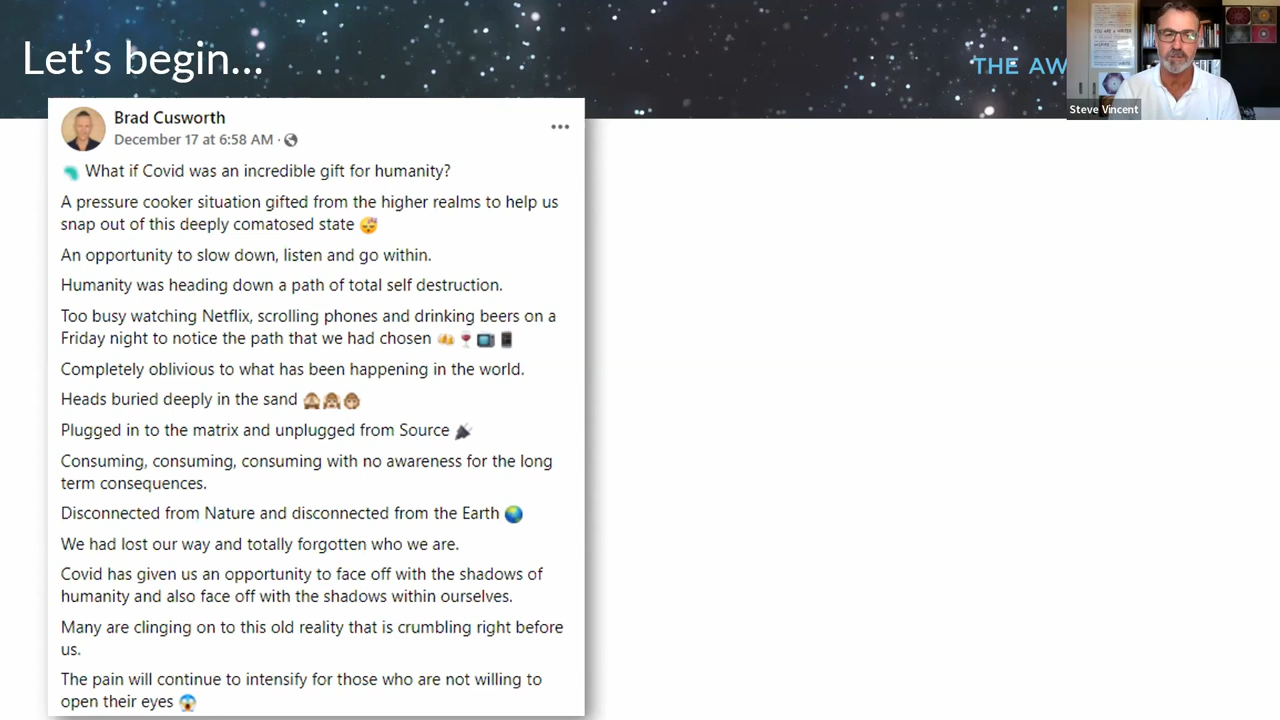 Let's begin...
THE AW
YOU ARE A WRITER
Steve Vincent
Brad Cusworth
December 17 at 6:58 AM ·
What if Covid was an incredible gift for humanity?
A pressure cooker situation gifted from the higher realms to help us
snap out of this deeply comatosed state 😴
An opportunity to slow down, listen and go within.
Humanity was heading down a path of total self destruction.
Too busy watching Netflix, scrolling phones and drinking beers on a
Friday night to notice the path that we had chosen 🍻🍷📺📱
Completely oblivious to what has been happening in the world.
Heads buried deeply in the sand 🙈🙈🐵
Plugged in to the matrix and unplugged from Source 🔌
Consuming, consuming, consuming with no awareness for the long
term consequences.
Disconnected from Nature and disconnected from the Earth 🌏
We had lost our way and totally forgotten who we are.
Covid has given us an opportunity to face off with the shadows of
humanity and also face off with the shadows within ourselves.
Many are clinging on to this old reality that is crumbling right before
us.
The pain will continue to intensify for those who are not willing to
open their eyes 😱